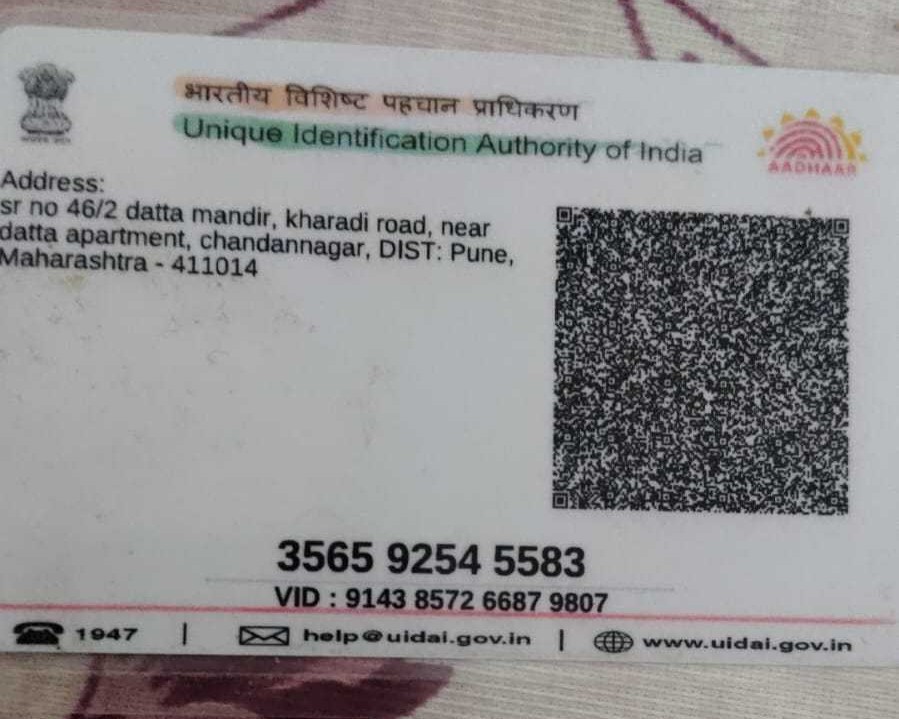 भारतीय विशिष्ट पहचान प्राधिकरण
Unique Identification Authority of India
AADHAAR
Address:
sr no 46/2 datta mandir, kharadi road, near
datta apartment, chandannagar, DIST: Pune,
Maharashtra - 411014
3565 9254 5583
VID : 9143 8572 6687 9807
1947 | help@uidai.gov.in | www.uidai.gov.in